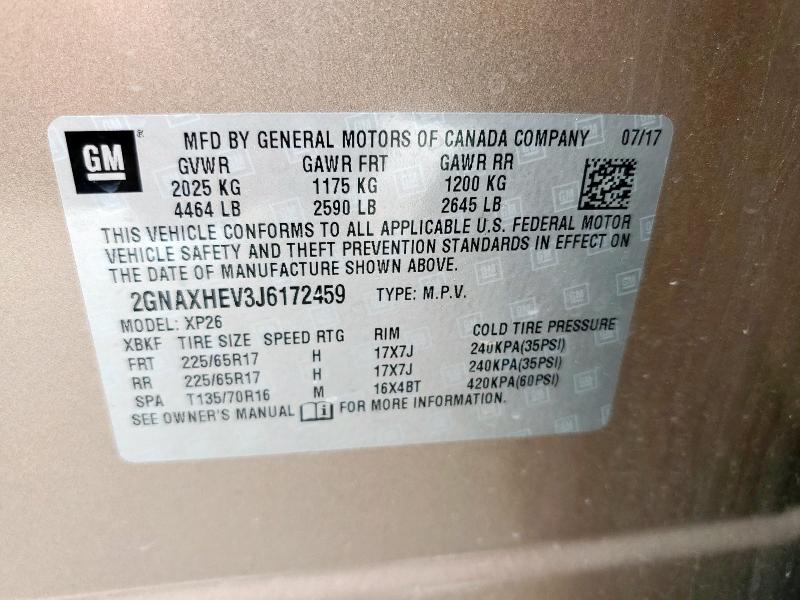 GM ® MFD BY GENERAL MOTORS OF CANADA COMPANY 07/17
GVWR GAWR FRT GAWR RR
2025 KG 1175 KG 1200 KG
4464 LB 2590 LB 2645 LB
THIS VEHICLE CONFORMS TO ALL APPLICABLE U.S. FEDERAL MOTOR
VEHICLE SAFETY AND THEFT PREVENTION STANDARDS IN EFFECT ON
THE DATE OF MANUFACTURE SHOWN ABOVE.
2GNAXHEV3J6172459 TYPE: M.P.V.
MODEL: XP26
XBKF TIRE SIZE SPEED RTG RIM COLD TIRE PRESSURE
FRT 225/65R17 H 17X7J 240KPA(35PSI)
RR 225/65R17 H 17X7J 240KPA(35PSI)
SPA T135/70R16 M 16X4BT 420KPA(60PSI)
SEE OWNER'S MANUAL i FOR MORE INFORMATION.